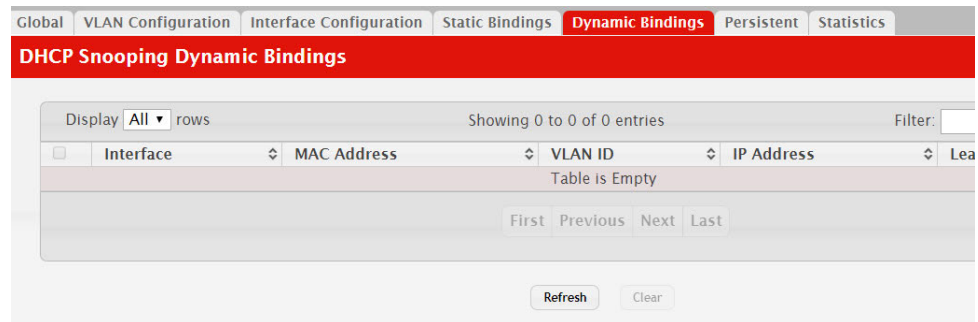 Global VLAN Configuration Interface Configuration Static Bindings Dynamic Bindings Persistent Statistics
DHCP Snooping Dynamic Bindings
Display All rows Showing 0 to 0 of 0 entries Filter:
Interface MAC Address VLAN ID IP Address Lea
Table is Empty
First Previous Next Last
Refresh Clear